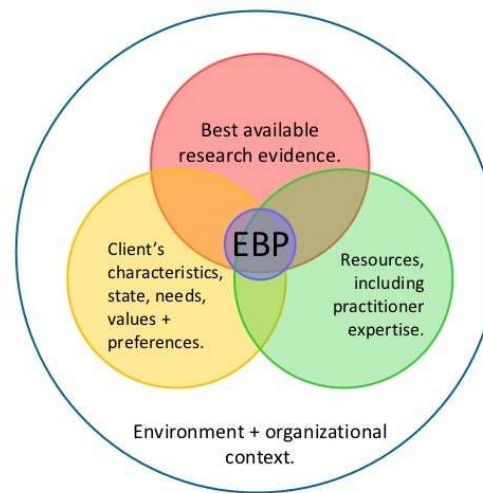 Best available
research evidence.
EBP
Client's
characteristics,
state, needs,
values +
preferences.
Resources,
including
practitioner
expertise.
Environment + organizational
context.